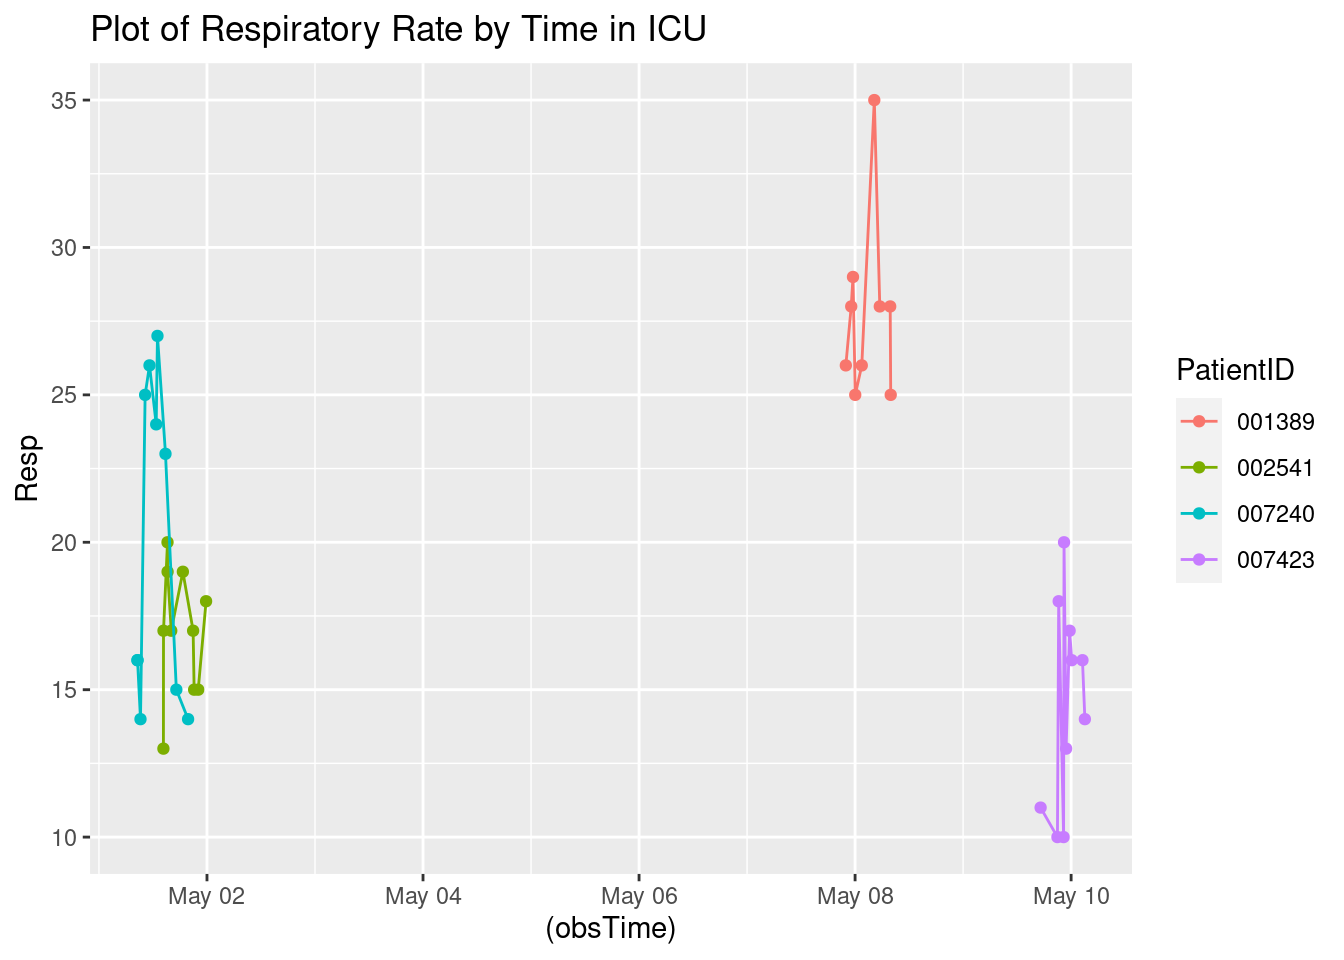 Plot of Respiratory Rate by Time in ICU
35
30
25
20
15
10
Resp
May 02
May 04
May 06
May 08
May 10
(obsTime)
PatientID
001389
002541
007240
007423